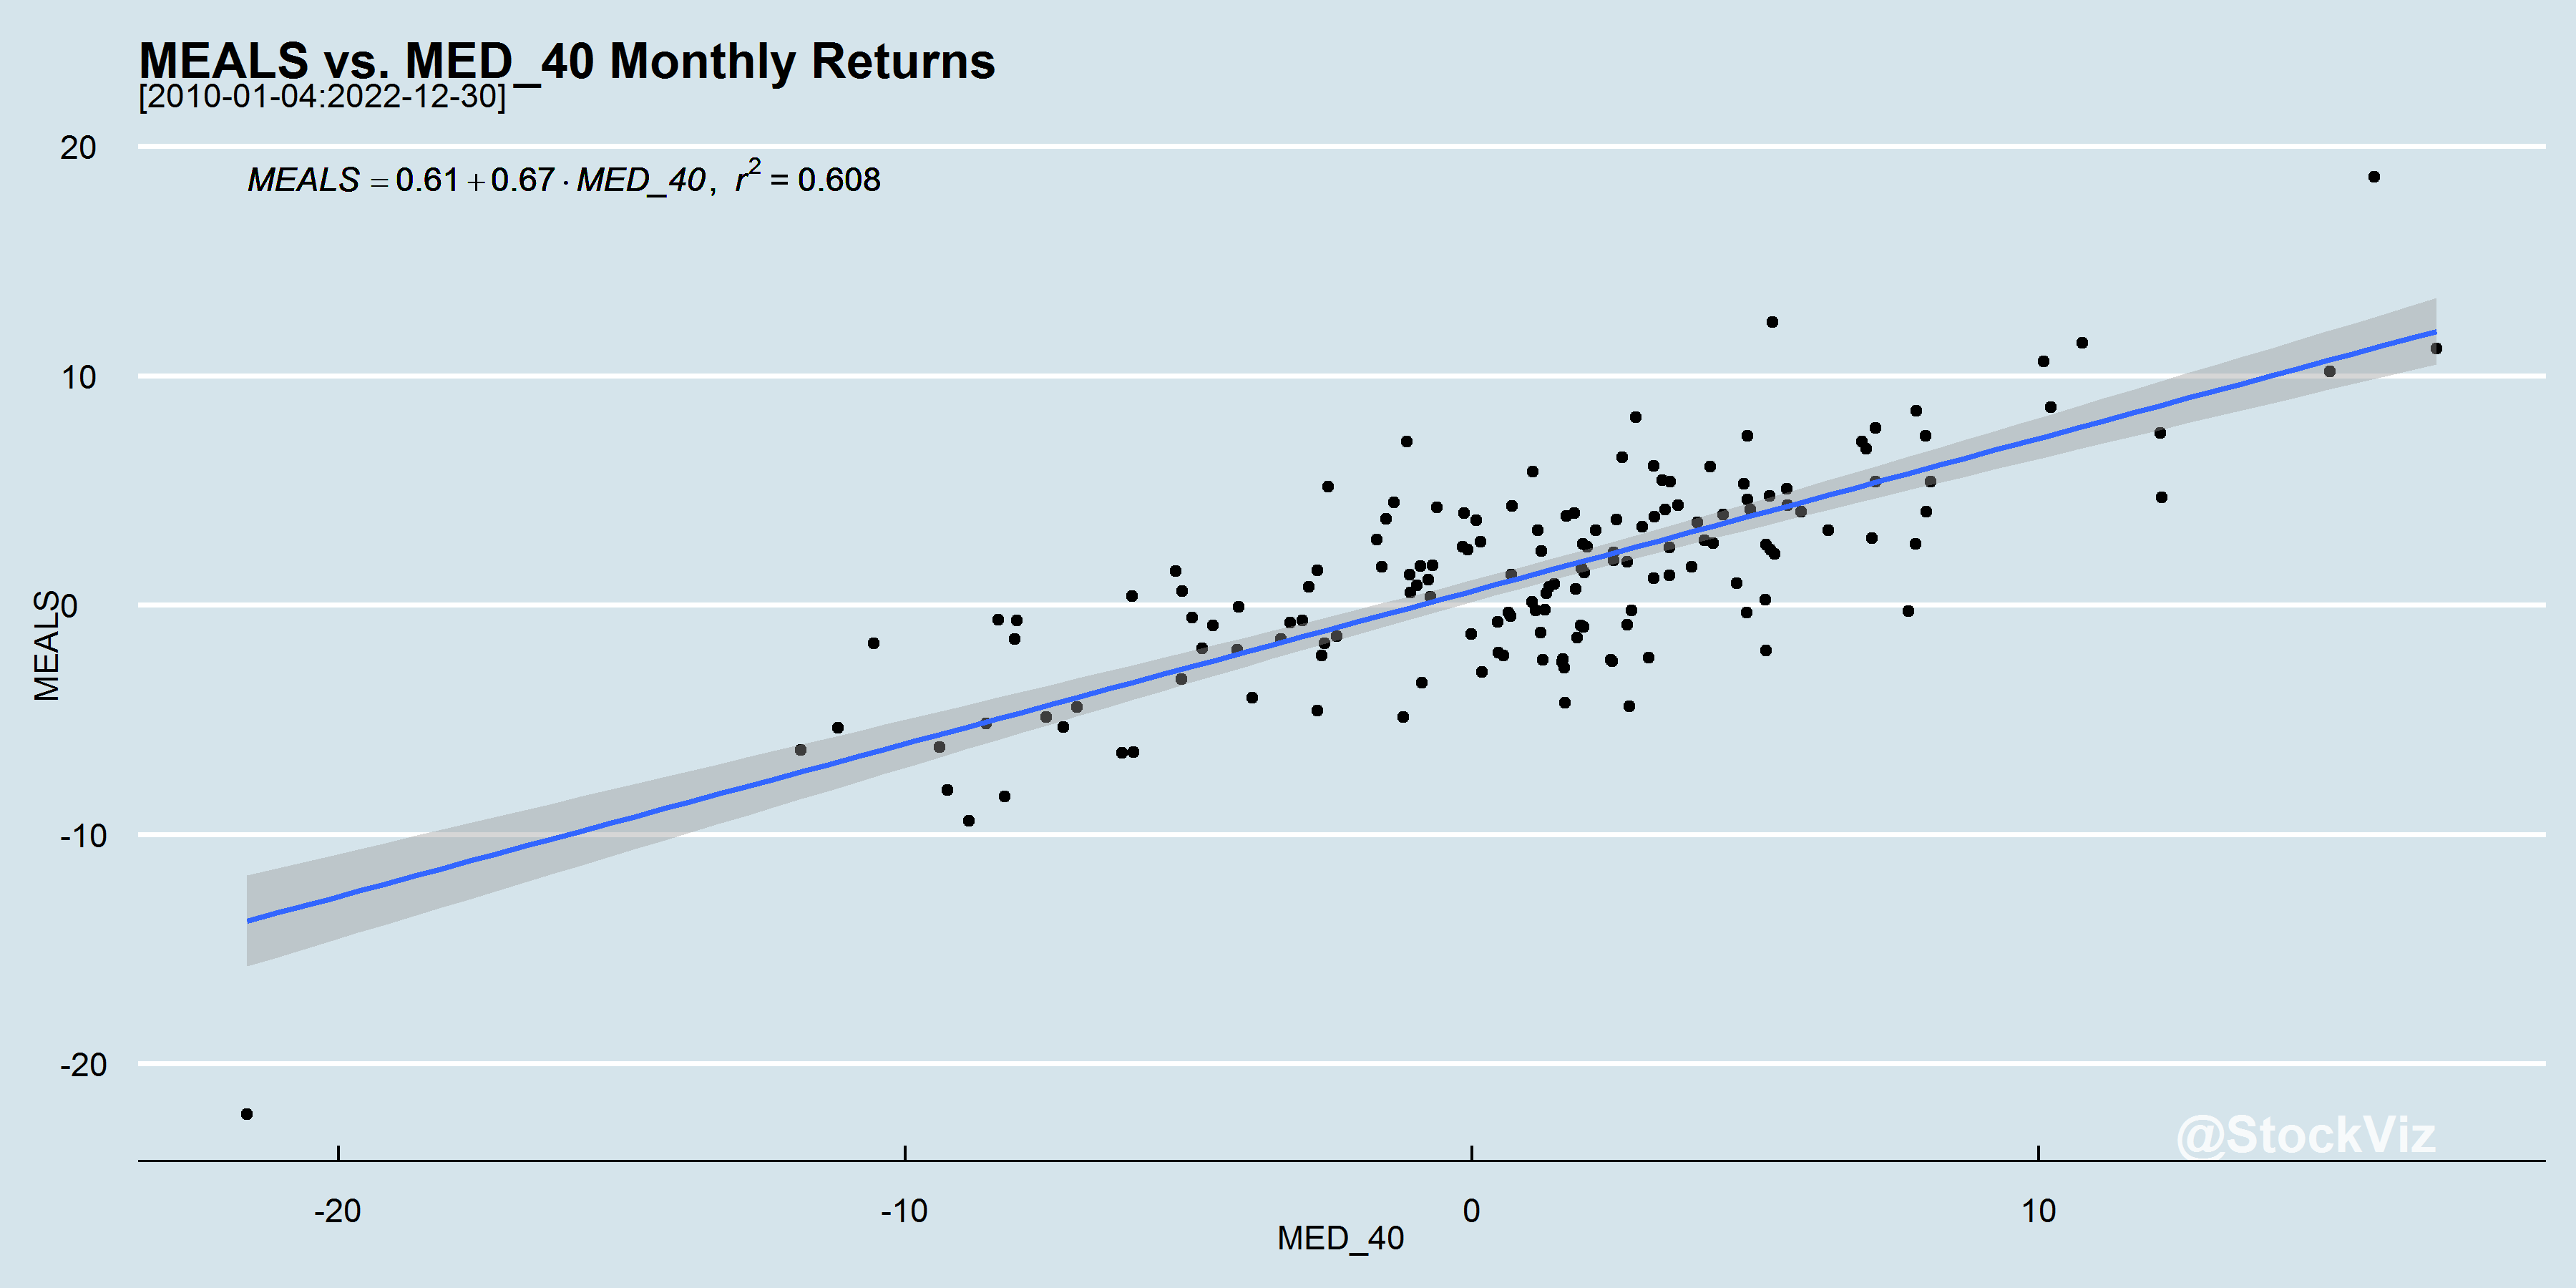 MEALS vs. MED_40 Monthly Returns
[2010-01-04:2022-12-30]
MEALS = 0.61 + 0.67 · MED_40, r² = 0.608
20
10
0
-10
-20
MEALS
@StockViz
-20 -10 0 10
MED_40